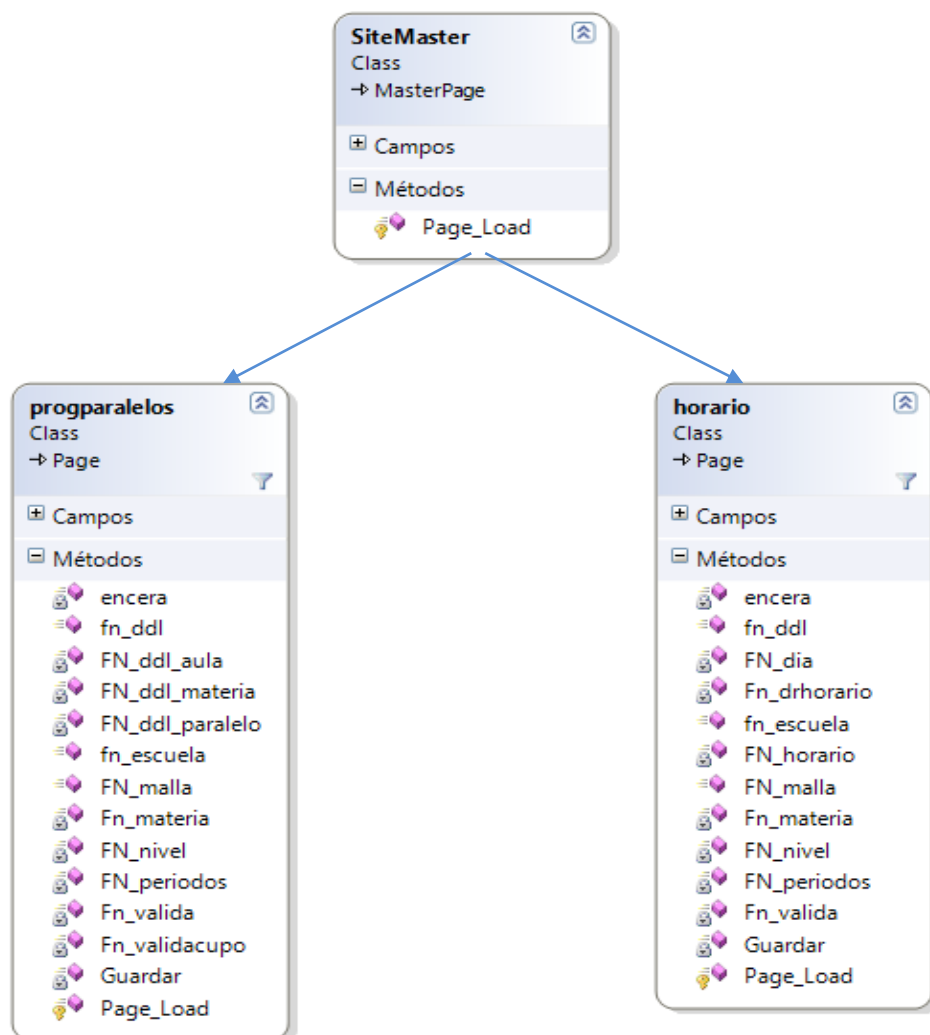 SiteMaster
Class
MasterPage
Campos
Métodos
Page_Load
progparalelos
Class
Page
Campos
Métodos
encera
fn_ddl
FN_ddl_aula
FN_ddl_materia
FN_ddl_paralelo
fn_escuela
FN_malla
Fn_materia
FN_nivel
FN_periodos
Fn_valida
Fn_validacupo
Guardar
Page_Load
horario
Class
Page
Campos
Métodos
encera
fn_ddl
FN_dia
Fn_drhorario
fn_escuela
FN_horario
FN_malla
Fn_materia
FN_nivel
FN_periodos
Fn_valida
Guardar
Page_Load